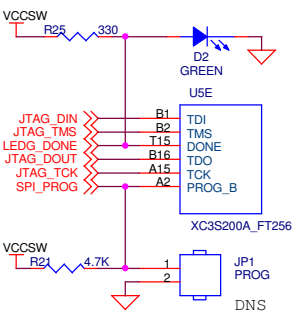 VCCSW
R25 330
D2
GREEN
U5E
JTAG_DIN B1 TDI
JTAG_TMS B2 TMS
LEDG_DONE T15 DONE
JTAG_DOUT B16 TDO
JTAG_TCK A15 TCK
SPI_PROG A2 PROG_B
XC3S200A_FT256
VCCSW
R21 4.7K
1 JP1
2 PROG
DNS